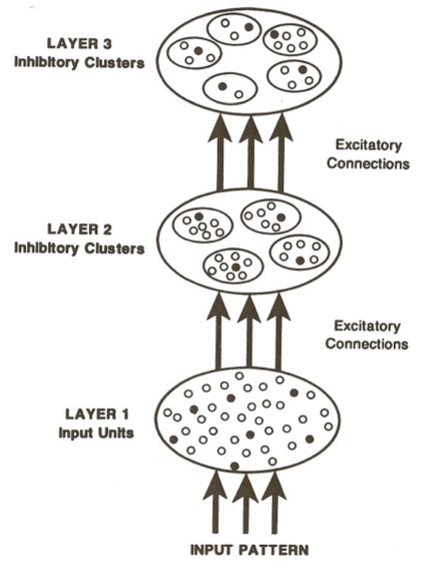 LAYER 3
Inhibitory Clusters
Excitatory
Connections
LAYER 2
Inhibitory Clusters
Excitatory
Connections
LAYER 1
Input Units
INPUT PATTERN